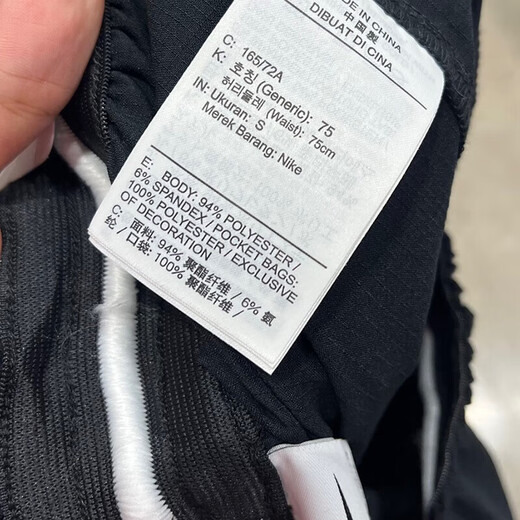 MADE IN CHINA
中国製
DIBUAT DI CINA
C: 165/72A
K: 호칭 (Generic): 75
허리둘레 (Waist): 75cm
IN: Ukuran: S
Merek Barang: Nike
E: BODY: 94% POLYESTER /
6% SPANDEX / POCKET BAGS:
100% POLYESTER / EXCLUSIVE
OF DECORATION
C: 面料: 94% 聚酯纤维 / 6% 氨
纶 / 口袋: 100% 聚酯纤维